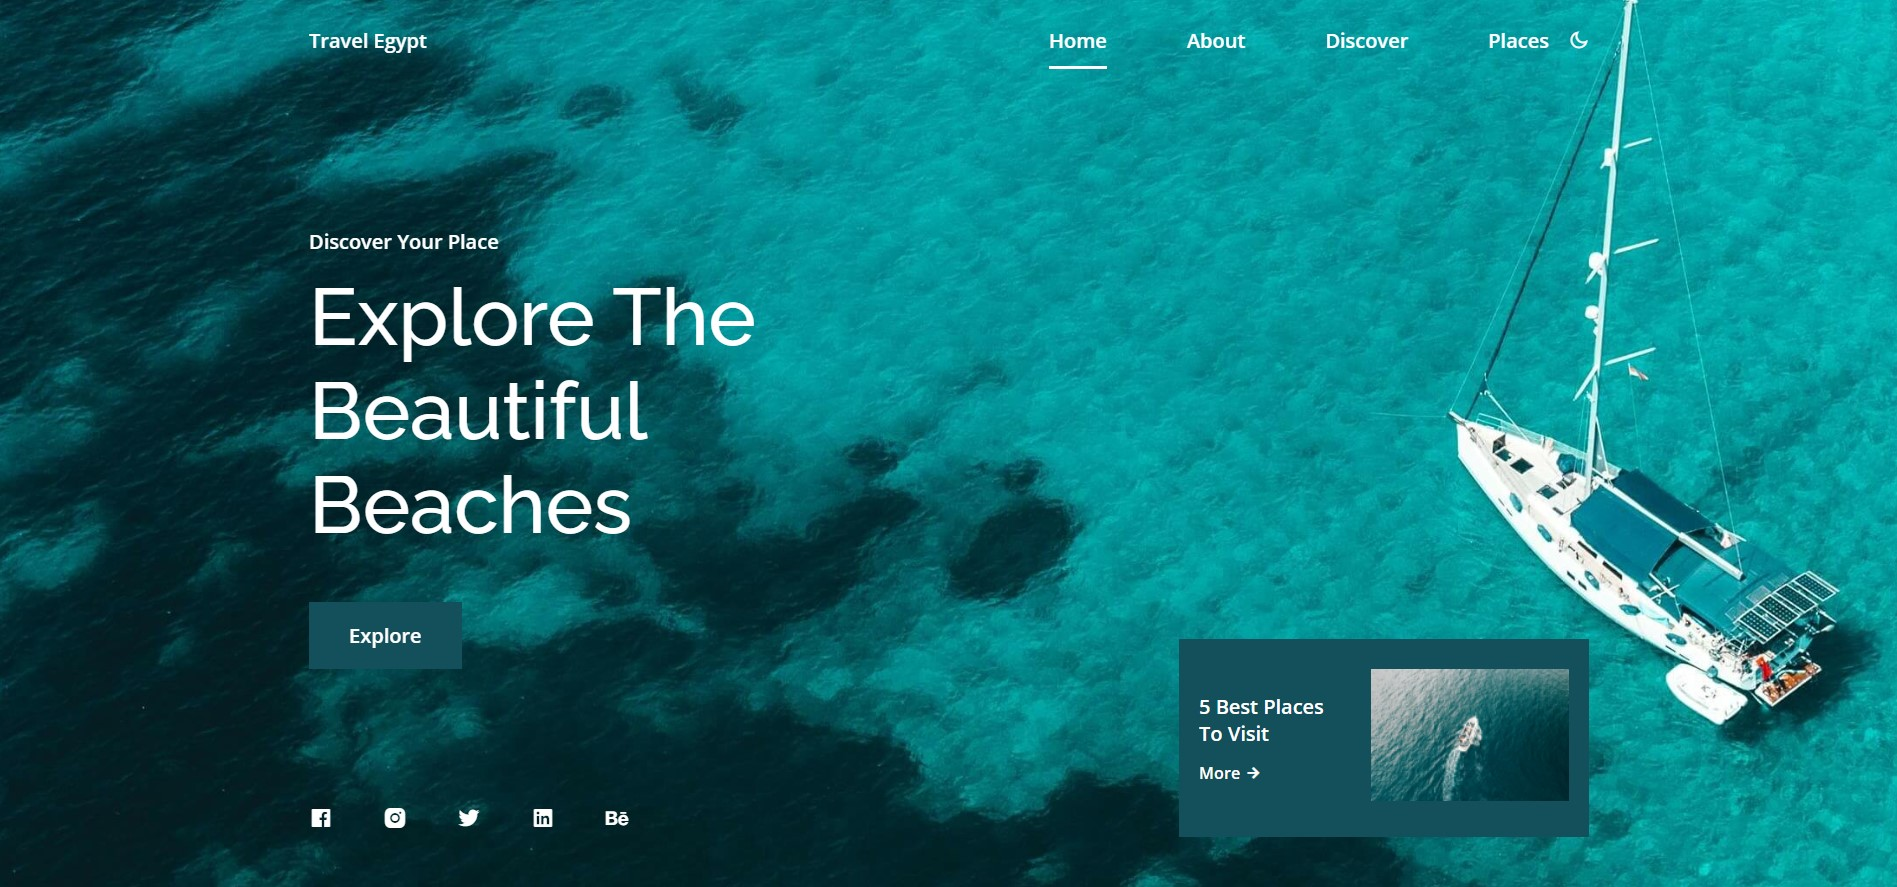 Travel Egypt
Home
About
Discover
Places
Discover Your Place
Explore The
Beautiful
Beaches
Explore
5 Best Places
To Visit
More